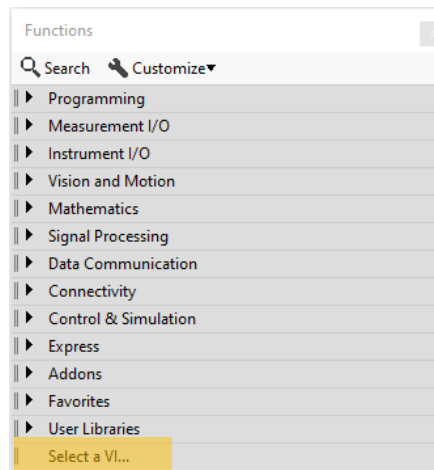 Functions
Search Customize
Programming
Measurement I/O
Instrument I/O
Vision and Motion
Mathematics
Signal Processing
Data Communication
Connectivity
Control & Simulation
Express
Addons
Favorites
User Libraries
Select a VI...